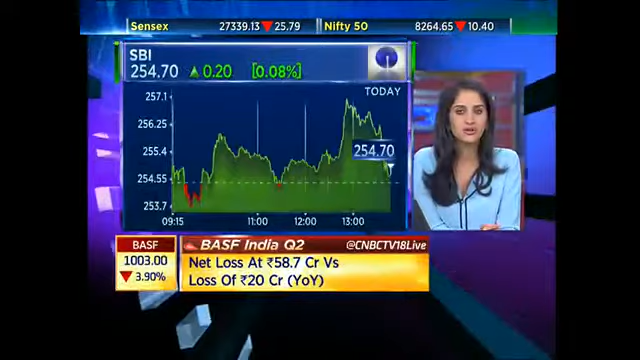 Sensex 27339.13 ▼ 25.79 Nifty 50 8264.65 ▼ 10.40
SBI
254.70 ▲ 0.20 [0.08%]
TODAY
257.1
256.25
255.4
254.55
253.7
254.70
09:15 11:00 12:00 13:00
BASF
1003.00
▼ 3.90%
BASF India Q2 @CNBCTV18Live
Net Loss At ₹58.7 Cr Vs
Loss Of ₹20 Cr (YoY)